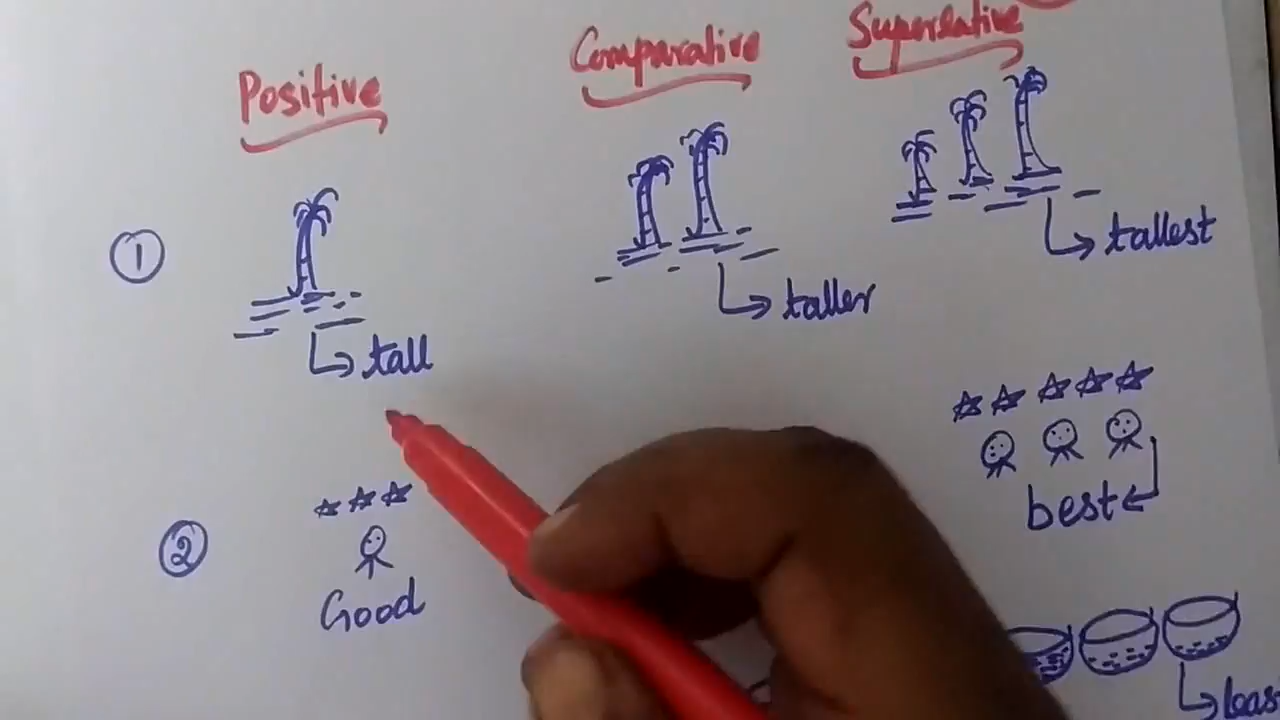 Positive Comparative Superlative
1
tall taller tallest
2
Good best